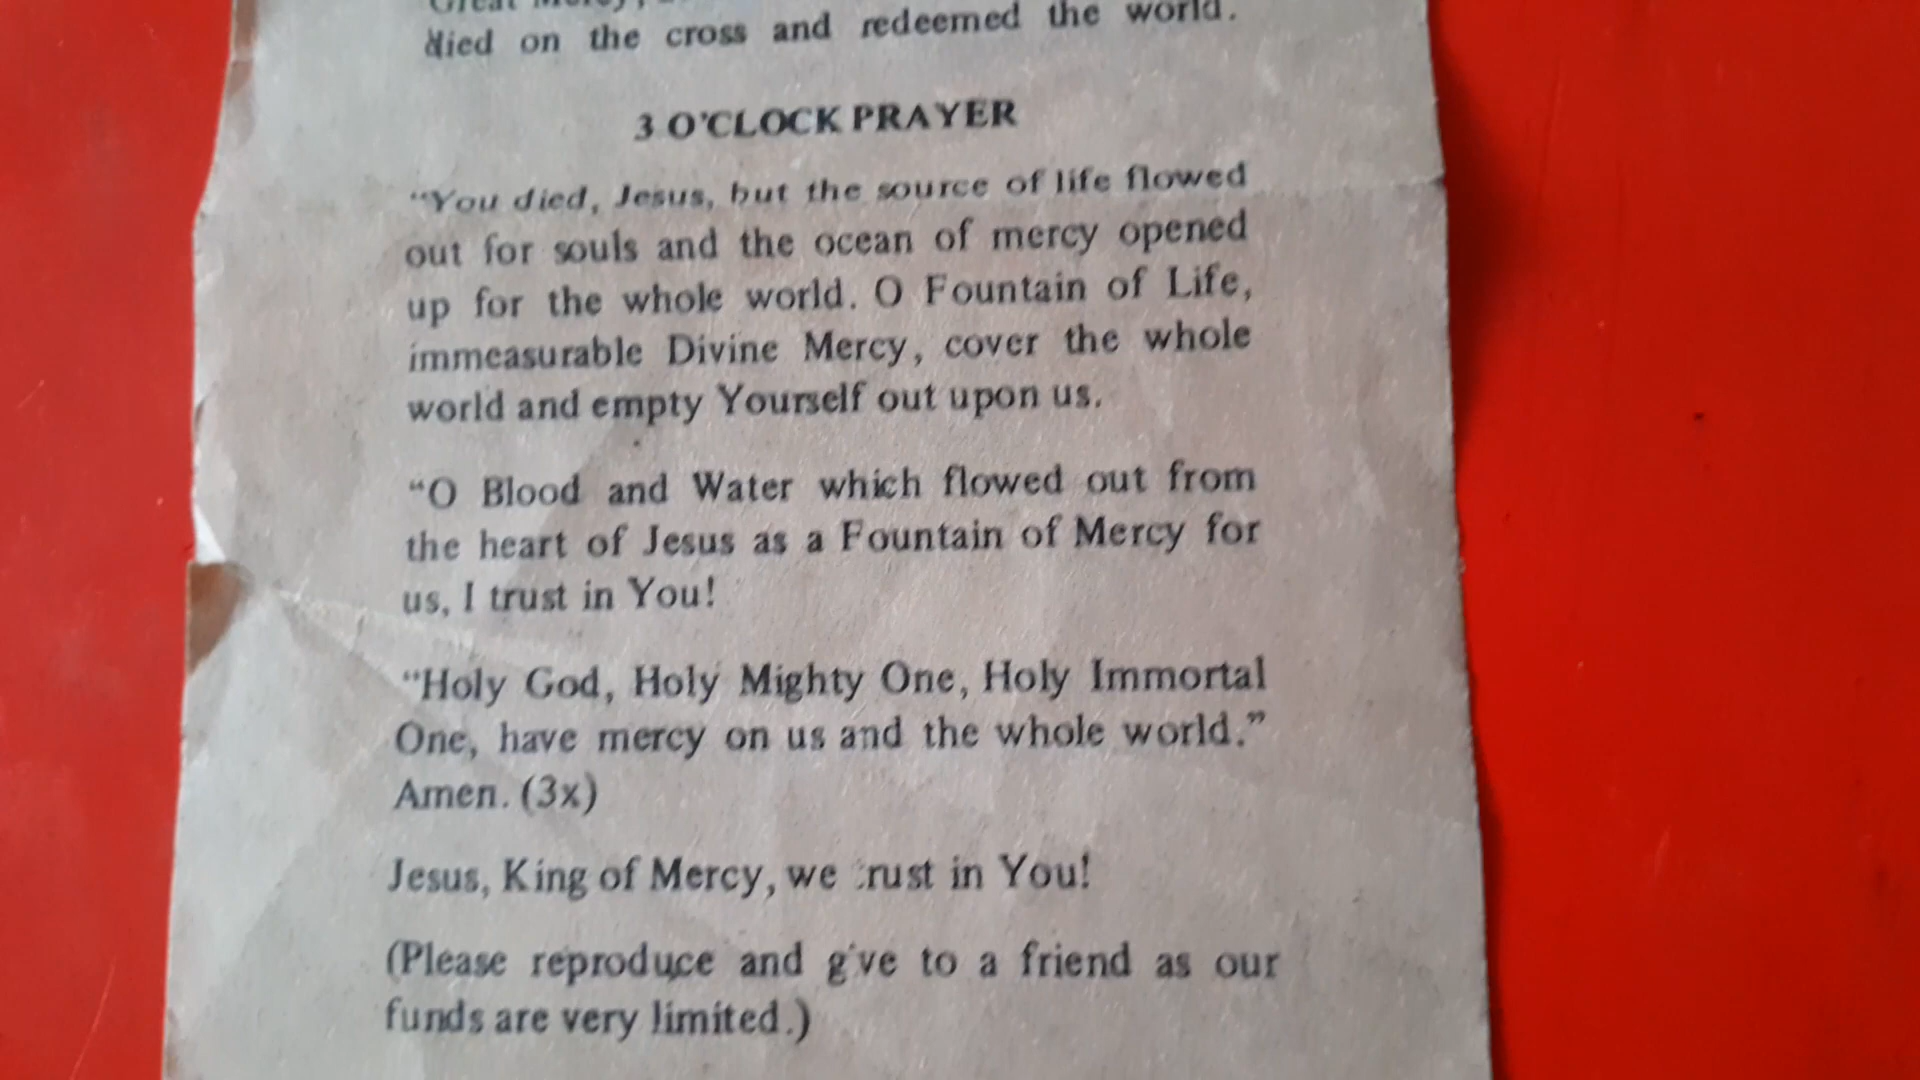 Great Mercy,
died on the cross and redeemed the world.
3 O'CLOCK PRAYER
“You died, Jesus, but the source of life flowed
out for souls and the ocean of mercy opened
up for the whole world. O Fountain of Life,
immeasurable Divine Mercy, cover the whole
world and empty Yourself out upon us.
“O Blood and Water which flowed out from
the heart of Jesus as a Fountain of Mercy for
us, I trust in You!
“Holy God, Holy Mighty One, Holy Immortal
One, have mercy on us and the whole world.”
Amen. (3x)
Jesus, King of Mercy, we trust in You!
(Please reproduce and give to a friend as our
funds are very limited.)